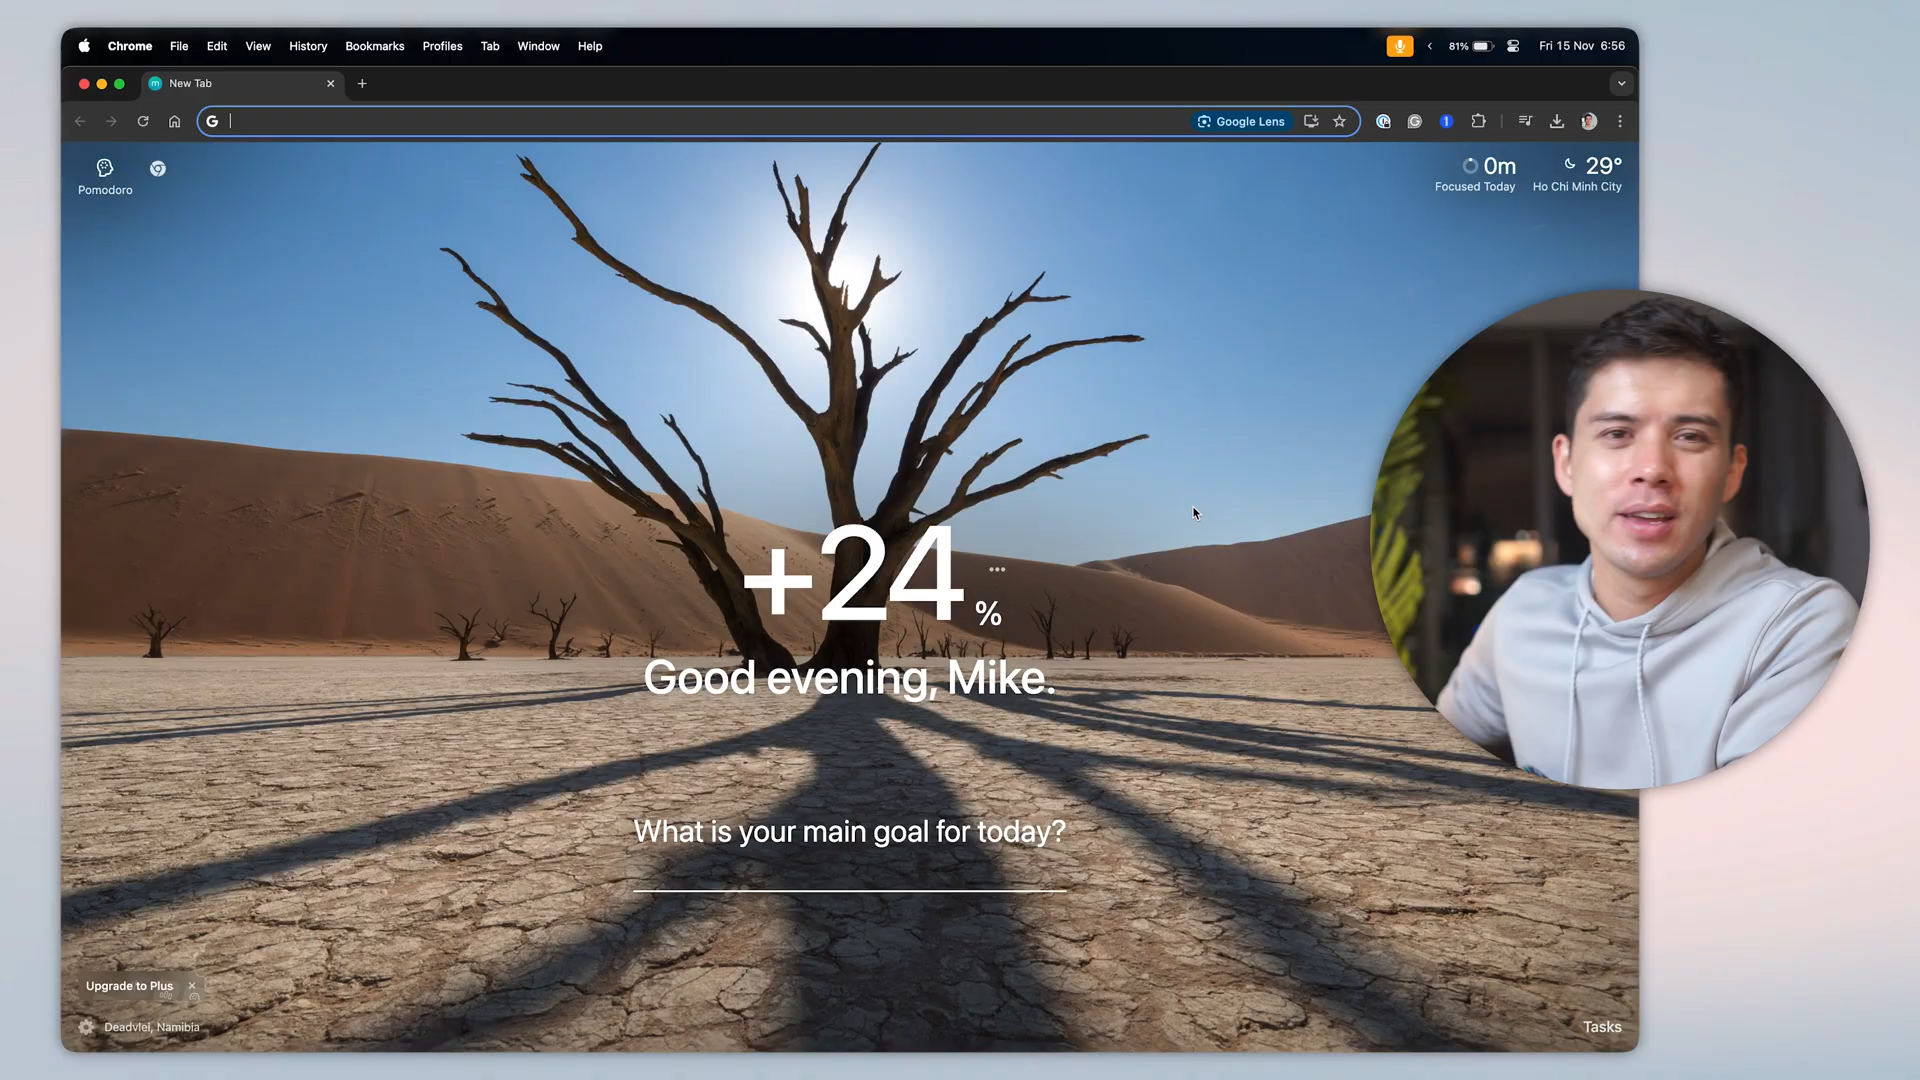 Chrome File Edit View History Bookmarks Profiles Tab Window Help
81% Fri 15 Nov 6:56
New Tab
Google Lens
Pomodoro
0m
Focused Today
29°
Ho Chi Minh City
+24 %
Good evening, Mike.
What is your main goal for today?
Upgrade to Plus
Deadvlei, Namibia
Tasks